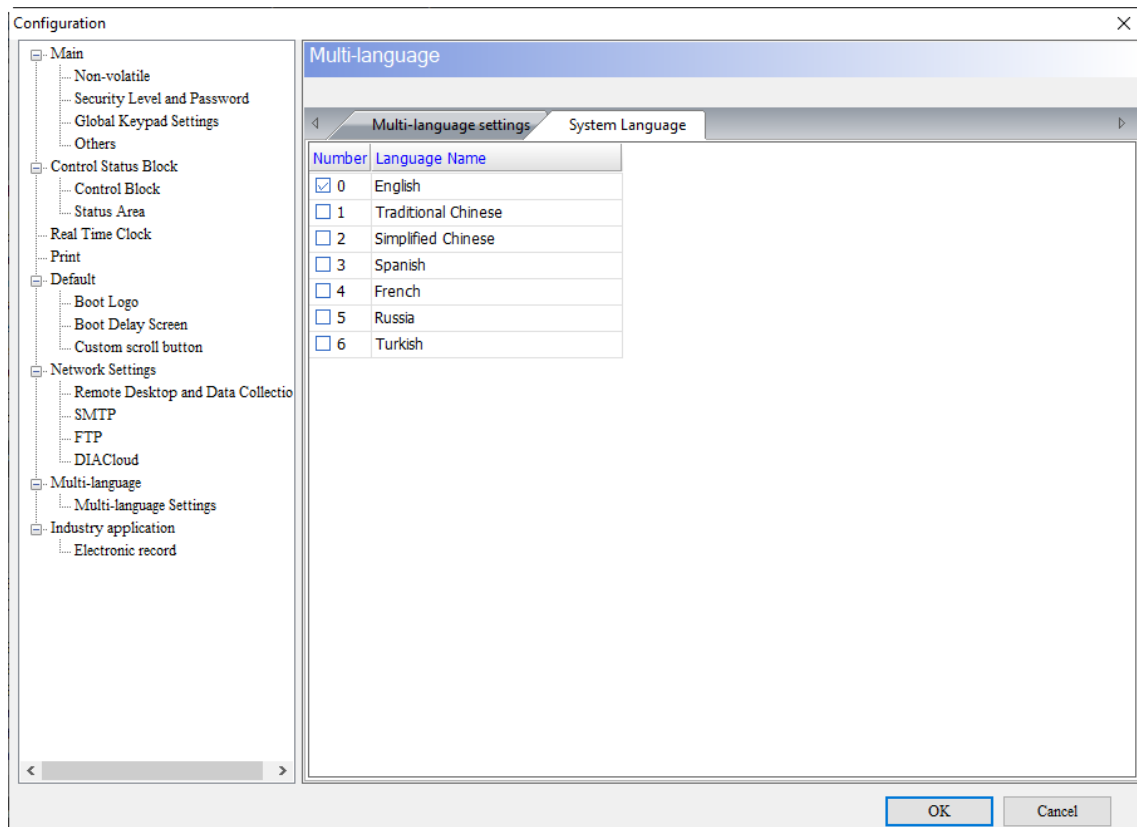 Configuration
Main
Non-volatile
Security Level and Password
Global Keypad Settings
Others
Control Status Block
Control Block
Status Area
Real Time Clock
Print
Default
Boot Logo
Boot Delay Screen
Custom scroll button
Network Settings
Remote Desktop and Data Collectio
SMTP
FTP
DIACloud
Multi-language
Multi-language Settings
Industry application
Electronic record
Multi-language
Multi-language settings System Language
Number Language Name
0 English
1 Traditional Chinese
2 Simplified Chinese
3 Spanish
4 French
5 Russia
6 Turkish
OK Cancel